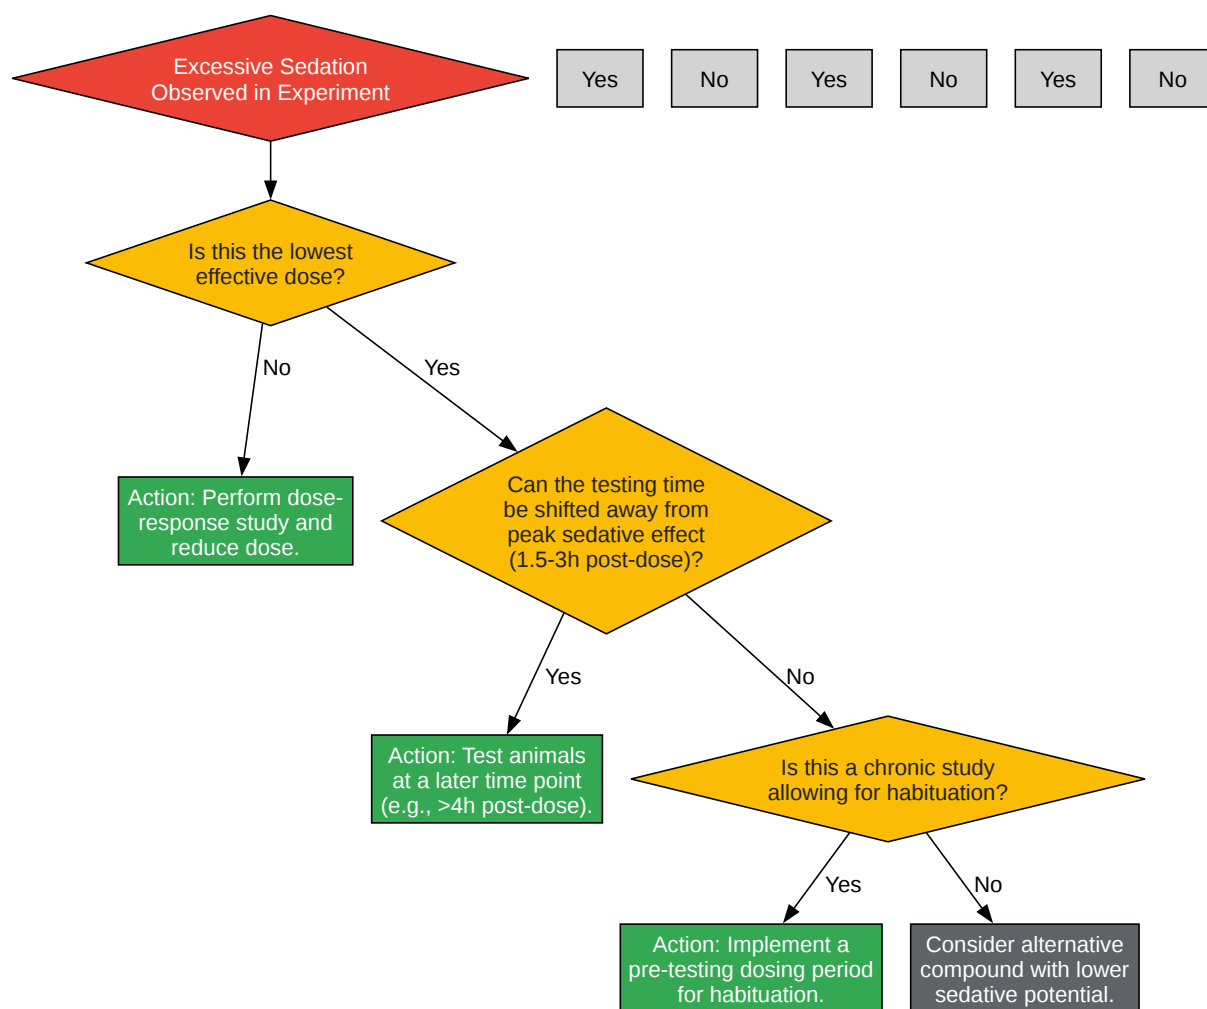 Excessive Sedation
Observed in Experiment
Yes
No
Yes
No
Yes
No
Is this the lowest
effective dose?
No
Yes
Can the testing time
be shifted away from
peak sedative effect
(1.5-3h post-dose)?
Action: Perform dose-
response study and
reduce dose.
Yes
No
Action: Test animals
at a later time point
(e.g., >4h post-dose).
Is this a chronic study
allowing for habituation?
Yes
No
Action: Implement a
pre-testing dosing period
for habituation.
Consider alternative
compound with lower
sedative potential.